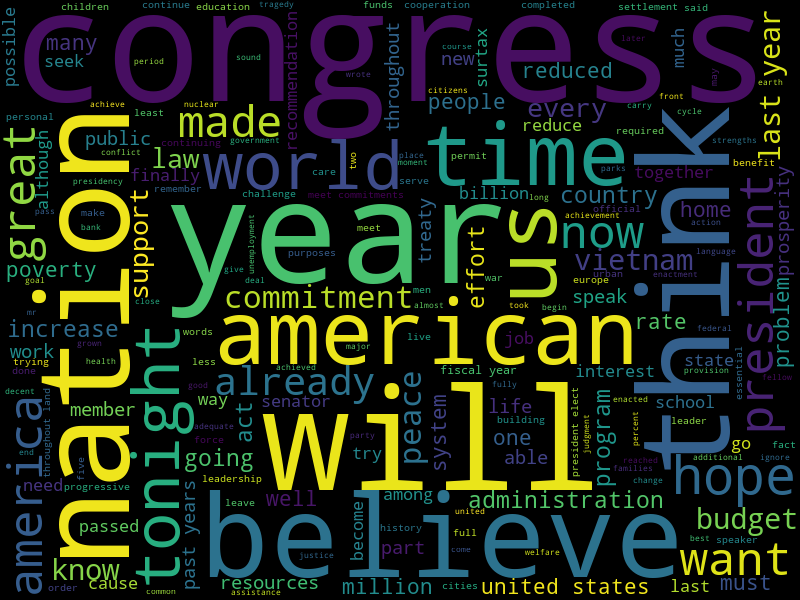 children
continue
education
funds
cooperation
completed
settlement
said
congress
possible
many
seek
tragedy
period
sound
wrote
course
later
may
recommendation
throughout
new
surtax
much
reduced
last year
earth
personal
achieve
least
nuclear
made
people
every
citizens
carry
front
cycle
public
conflict
continuing
government
reduce
required
strengths
great
although
nation
law
finally
world
care
two
place
moment
serve
time
permit
parks
together
benefit
think
presidency
remember
challenge
meet commitments
billion
long
country
official
home
pass
make
bank
support
years
unemployment
give
deal
purposes
meet
treaty
us
achievement
now
action
language
president
prosperity
poverty
goal
close
commitment
men
almost
effort
war
took
vietnam
urban
europe
enactment
speak
begin
problem
mr
increase
grown
work
tonight
words
less
american
live
major
job
rate
federal
state
provision
essential
fellow
trying
done
health
already
achieved
good
fiscal year
fully
interest
decent
america
throughout land
member
way
act
senator
adequate
will
peace
system
life
building
one
able
president elect
judgment
enacted
program
percent
school
leader
go
fact
end
five
need
progressive
going
force
try
party
reached
families
additional
ignore
hope
change
leadership
leave
well
among
administration
passed
past years
believe
become
history
united
full
part
come
welfare
budget
best
speaker
know
order
cause
common
resources
assistance
justice
million
cities
united states
want
last
must